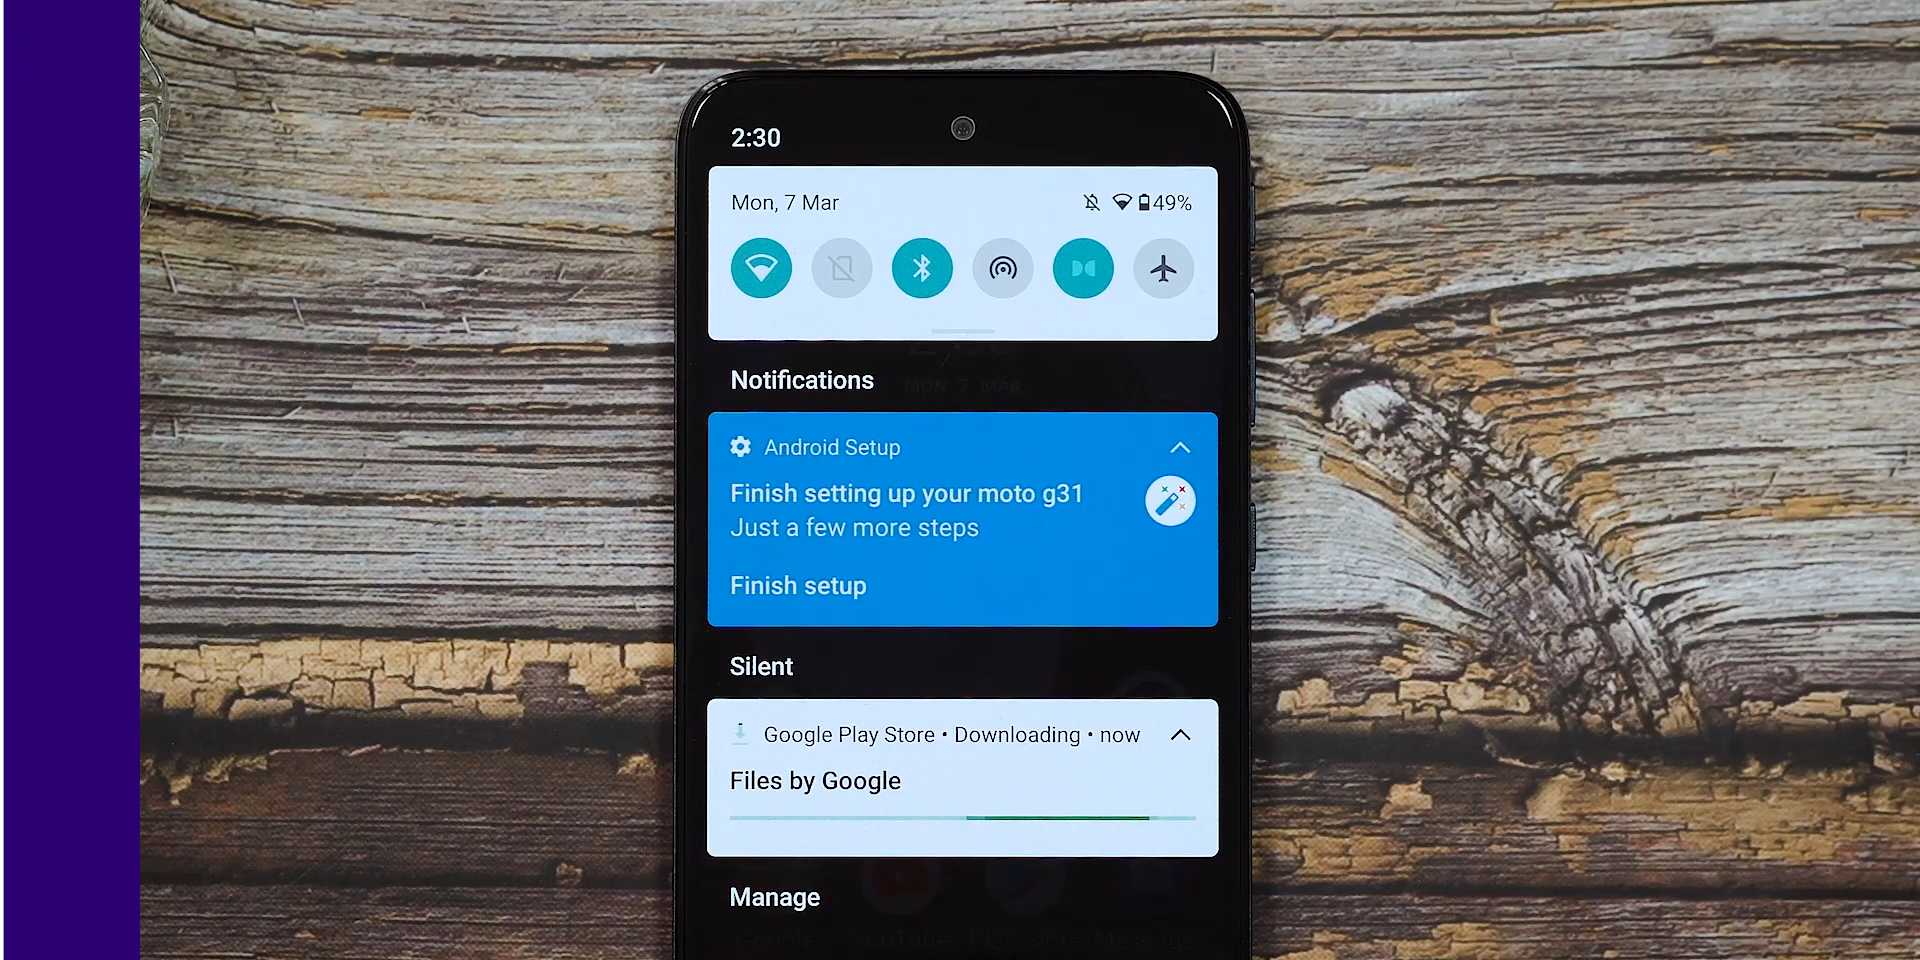 2:30
Mon, 7 Mar
49%
Notifications
Android Setup
Finish setting up your moto g31
Just a few more steps
Finish setup
Silent
Google Play Store • Downloading • now
Files by Google
Manage